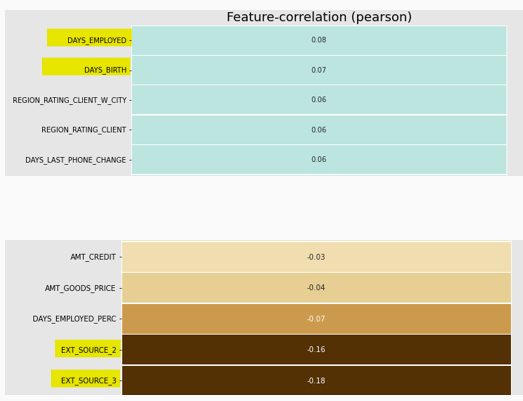 Feature-correlation (pearson)
DAYS_EMPLOYED 0.08
DAYS_BIRTH 0.07
REGION_RATING_CLIENT_W_CITY 0.06
REGION_RATING_CLIENT 0.06
DAYS_LAST_PHONE_CHANGE 0.06
AMT_CREDIT -0.03
AMT_GOODS_PRICE -0.04
DAYS_EMPLOYED_PERC -0.07
EXT_SOURCE_2 -0.16
EXT_SOURCE_3 -0.18